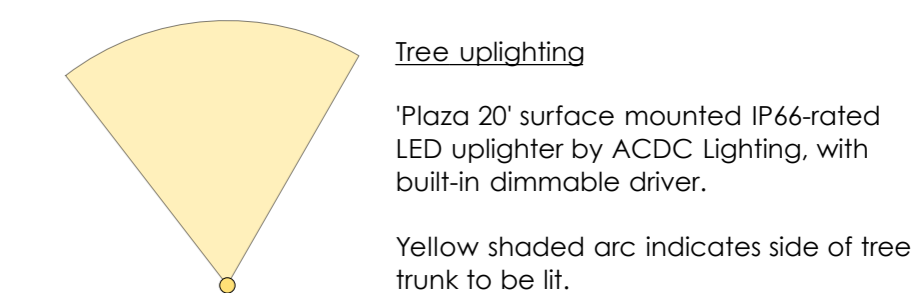 Tree uplighting
'Plaza 20' surface mounted IP66-rated
LED uplighter by ACDC Lighting, with
built-in dimmable driver.
Yellow shaded arc indicates side of tree
trunk to be lit.